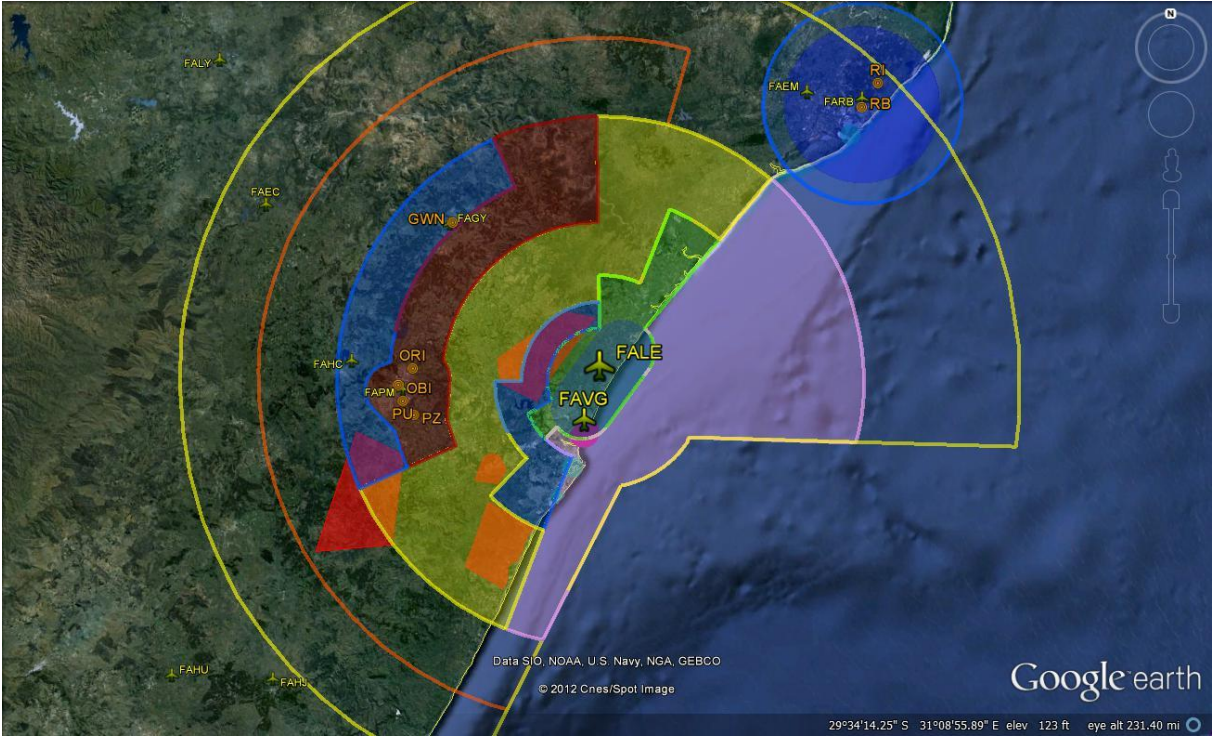 N
RI
FALY
FAEM
FARB
RB
FAEC
GWN
FAGY
FALE
ORI
FAHC
OBI
FAPM
FAVG
PU
PZ
Data SIO, NOAA, U.S. Navy, NGA, GEBCO
FAHU
FAHJ
Google earth
© 2012 Cnes/Spot Image
29°34'14.25" S 31°08'55.89" E elev 123 ft eye alt 231.40 mi